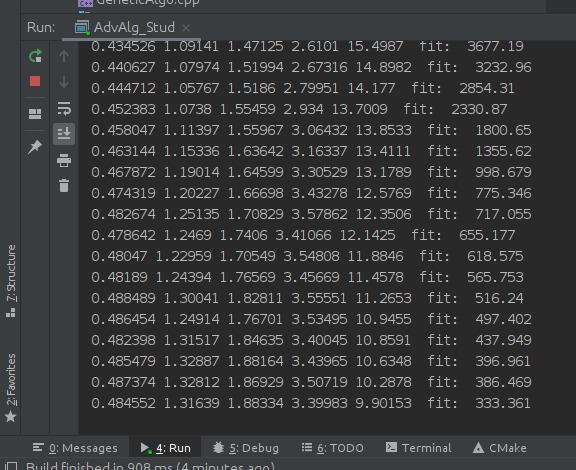 GeneticAlgo.cpp
Run: AdvAlg_Stud ×
0.434526 1.09141 1.47125 2.6101 15.4987 fit: 3677.19
0.440627 1.07974 1.51994 2.67316 14.8982 fit: 3232.96
0.444712 1.05767 1.5186 2.79951 14.177 fit: 2854.31
0.452383 1.0738 1.55459 2.934 13.7009 fit: 2330.87
0.458047 1.11397 1.55967 3.06432 13.8533 fit: 1800.65
0.463144 1.15336 1.63642 3.16337 13.4111 fit: 1355.62
0.467872 1.19014 1.64599 3.30529 13.1789 fit: 998.679
0.474319 1.20227 1.66698 3.43278 12.5769 fit: 775.346
0.482674 1.25135 1.70829 3.57862 12.3506 fit: 717.055
0.478642 1.2469 1.7406 3.41066 12.1425 fit: 655.177
0.48047 1.22959 1.70549 3.54808 11.8846 fit: 618.575
0.48189 1.24394 1.76569 3.45669 11.4578 fit: 565.753
0.488489 1.30041 1.82811 3.55551 11.2653 fit: 516.24
0.486454 1.24914 1.76701 3.53495 10.9455 fit: 497.402
0.482398 1.31517 1.84635 3.40045 10.8591 fit: 437.949
0.485479 1.32887 1.88164 3.43965 10.6348 fit: 396.961
0.487374 1.32812 1.86929 3.50719 10.2878 fit: 386.469
0.484552 1.31639 1.88334 3.39983 9.90153 fit: 333.361
7: Structure
2: Favorites
0: Messages 4: Run 5: Debug 6: TODO Terminal CMake
Build finished in 908 ms (4 minutes ago)